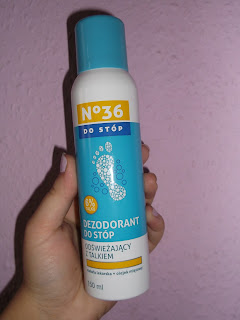 Nº36
DO STÓP
DEZODORANT
DO STÓP
ODŚWIEŻAJĄCY
Z TALKIEM
150 ml